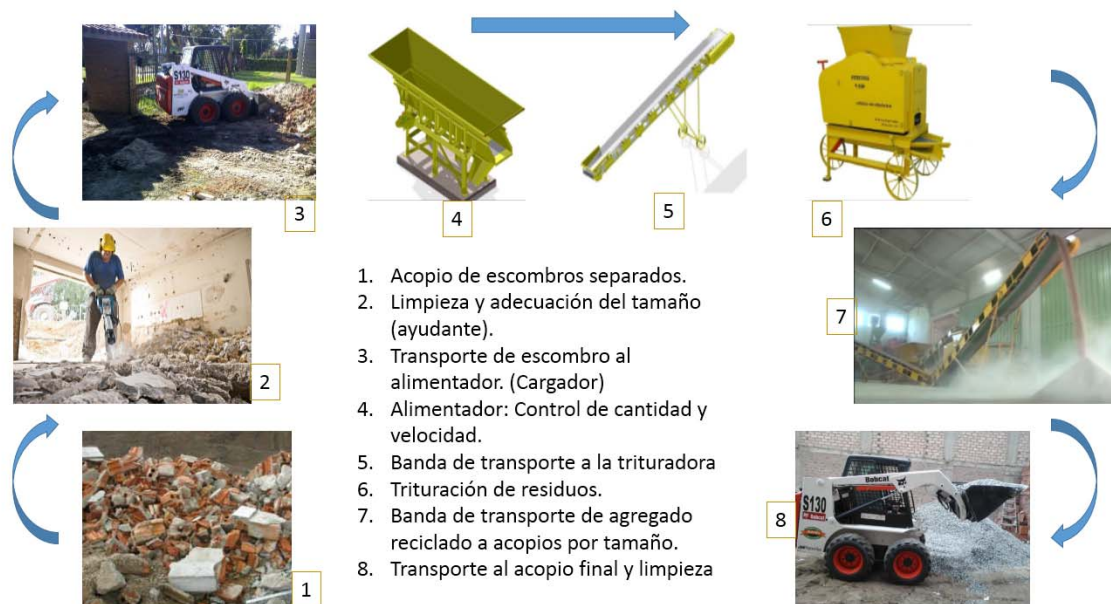 3
4
5
6
2
7
1
8
S130
1. Acopio de escombros separados.
2. Limpieza y adecuación del tamaño
(ayudante).
3. Transporte de escombro al
alimentador. (Cargador)
4. Alimentador: Control de cantidad y
velocidad.
5. Banda de transporte a la trituradora
6. Trituración de residuos.
7. Banda de transporte de agregado
reciclado a acopios por tamaño.
8. Transporte al acopio final y limpieza
Bobcat
S130